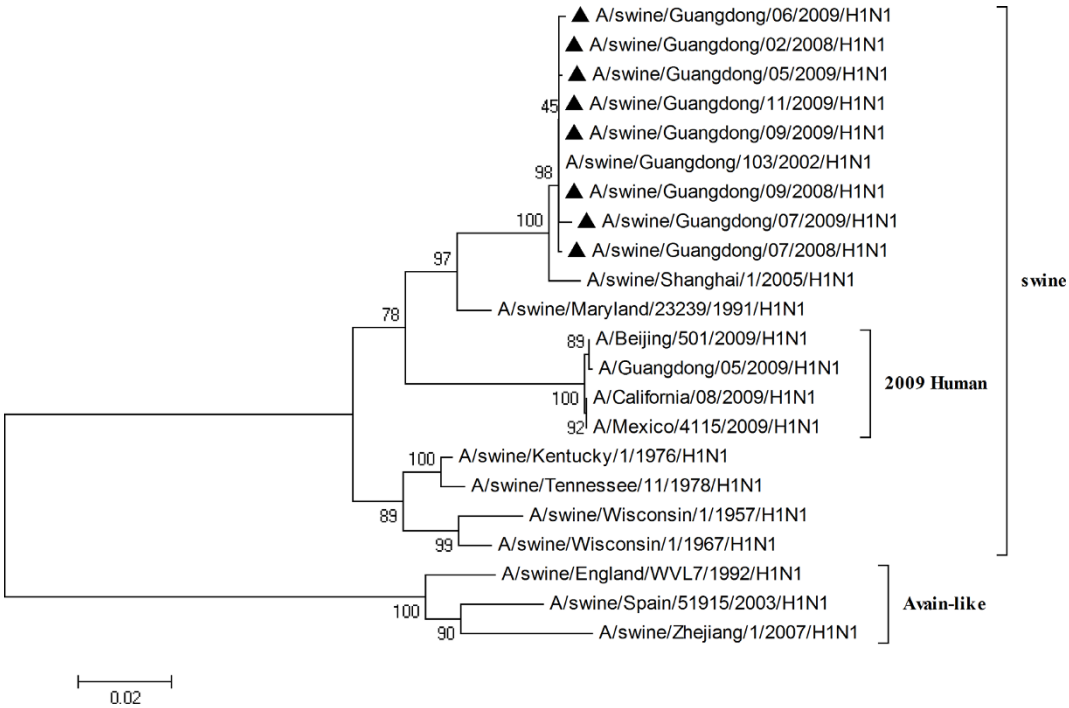 A/swine/Guangdong/06/2009/H1N1
A/swine/Guangdong/02/2008/H1N1
A/swine/Guangdong/05/2009/H1N1
45
A/swine/Guangdong/11/2009/H1N1
A/swine/Guangdong/09/2009/H1N1
A/swine/Guangdong/103/2002/H1N1
98
A/swine/Guangdong/09/2008/H1N1
100
A/swine/Guangdong/07/2009/H1N1
A/swine/Guangdong/07/2008/H1N1
97
A/swine/Shanghai/1/2005/H1N1
swine
A/swine/Maryland/23239/1991/H1N1
78
89
A/Beijing/501/2009/H1N1
A/Guangdong/05/2009/H1N1
2009 Human
100
A/California/08/2009/H1N1
92
A/Mexico/4115/2009/H1N1
100
A/swine/Kentucky/1/1976/H1N1
A/swine/Tennessee/11/1978/H1N1
89
A/swine/Wisconsin/1/1957/H1N1
99
A/swine/Wisconsin/1/1967/H1N1
A/swine/England/WVL7/1992/H1N1
100
A/swine/Spain/51915/2003/H1N1
Avain-like
90
A/swine/Zhejiang/1/2007/H1N1
0.02